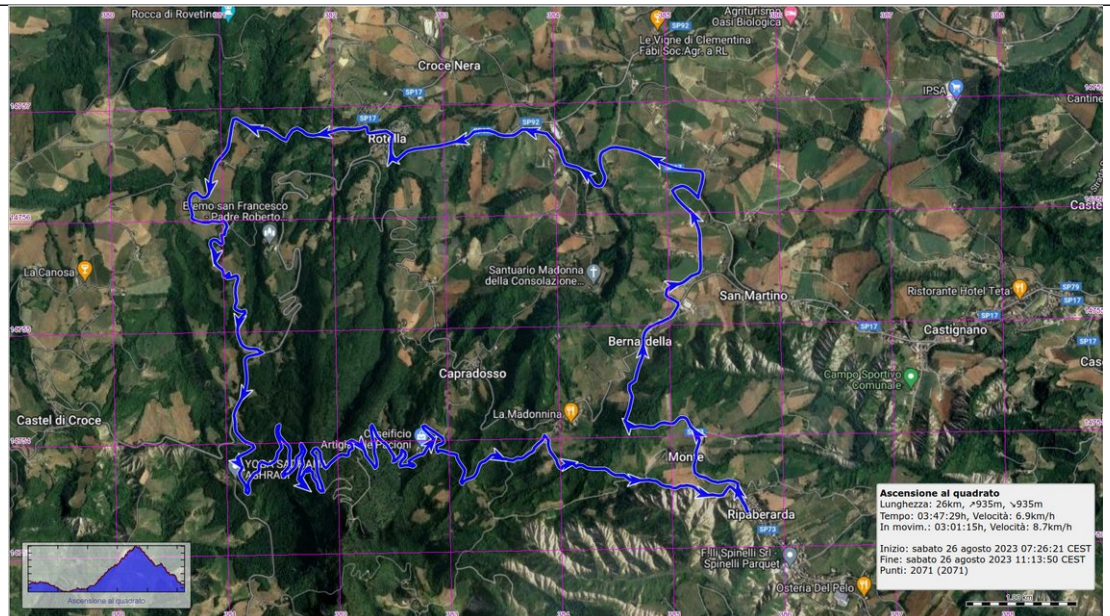 Rocca di Rovetino
SP92
Agriturismo
Oasi Biologica
Le Vigne di Clementina
Fabi Soc.Agr. a RL
Croce Nera
SP17
IPSA
SP17
SP92
Rotella
Eremo san Francesco
e Padre Roberto...
La Canosa
Santuario Madonna
della Consolazione...
San Martino
Ristorante Hotel Teta
SP79
SP17
SP17
SP17
SP17
Castignano
Capradosso
Campo Sportivo
Comunale
La Madonnina
Castel di Croce
Monte
Ripaberarda
SP73
F.lli Spinelli Srl -
Spinelli Parquet
Osteria Del Pelo
Ascensione al quadrato
Lunghezza: 26km, ↗935m, ↘935m
Tempo: 03:47:29h, Velocità: 6.9km/h
In movim.: 03:01:15h, Velocità: 8.7km/h
Inizio: sabato 26 agosto 2023 07:26:21 CEST
Fine: sabato 26 agosto 2023 11:13:50 CEST
Punti: 2071 (2071)
Ascensione al quadrato